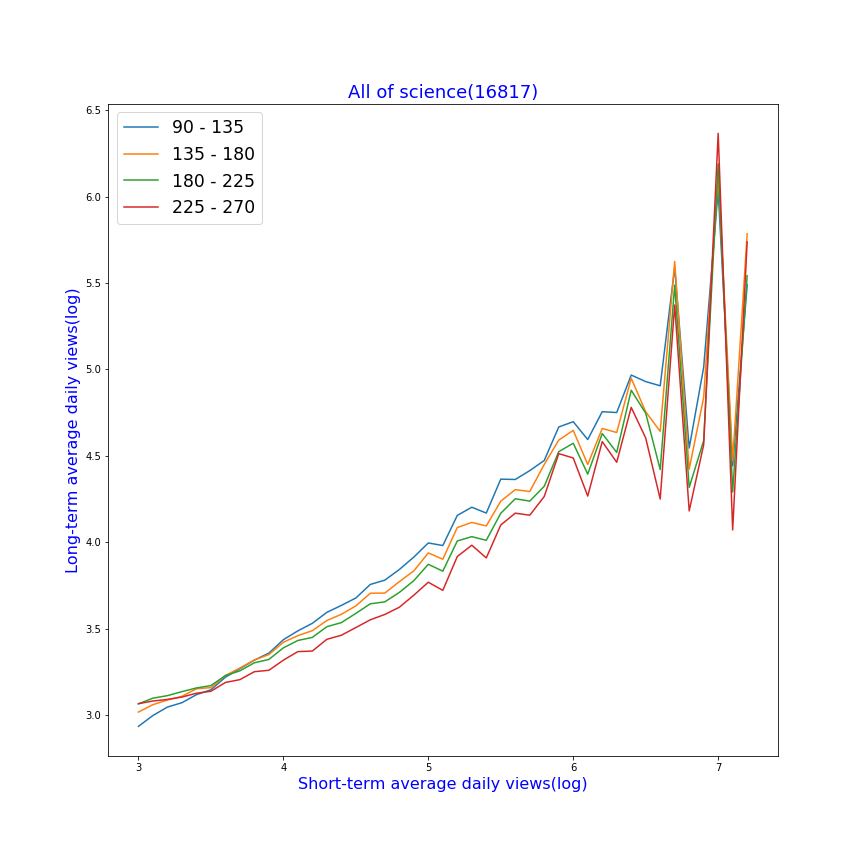 All of science(16817)
90 - 135
135 - 180
180 - 225
225 - 270
6.5
6.0
5.5
5.0
4.5
4.0
3.5
3.0
Long-term average daily views(log)
3 4 5 6 7
Short-term average daily views(log)